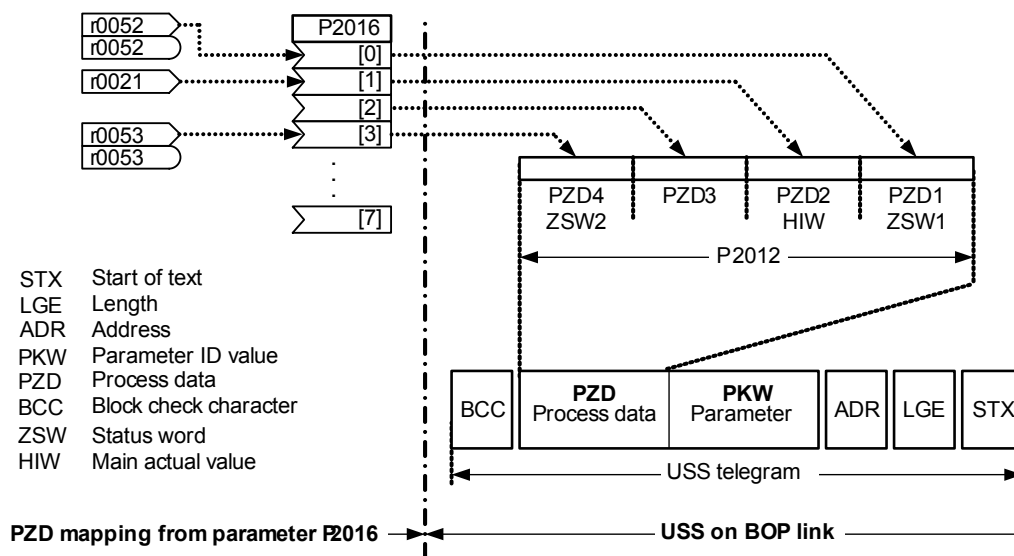 r0052
r0052
r0021
r0053
r0053
P2016
[0]
[1]
[2]
[3]
[7]
PZD4 PZD3 PZD2 PZD1
ZSW2 HIW ZSW1
P2012
STX Start of text
LGE Length
ADR Address
PKW Parameter ID value
PZD Process data
BCC Block check character
ZSW Status word
HIW Main actual value
BCC
PZD
Process data
PKW
Parameter
ADR
LGE
STX
USS telegram
PZD mapping from parameter P2016
USS on BOP link